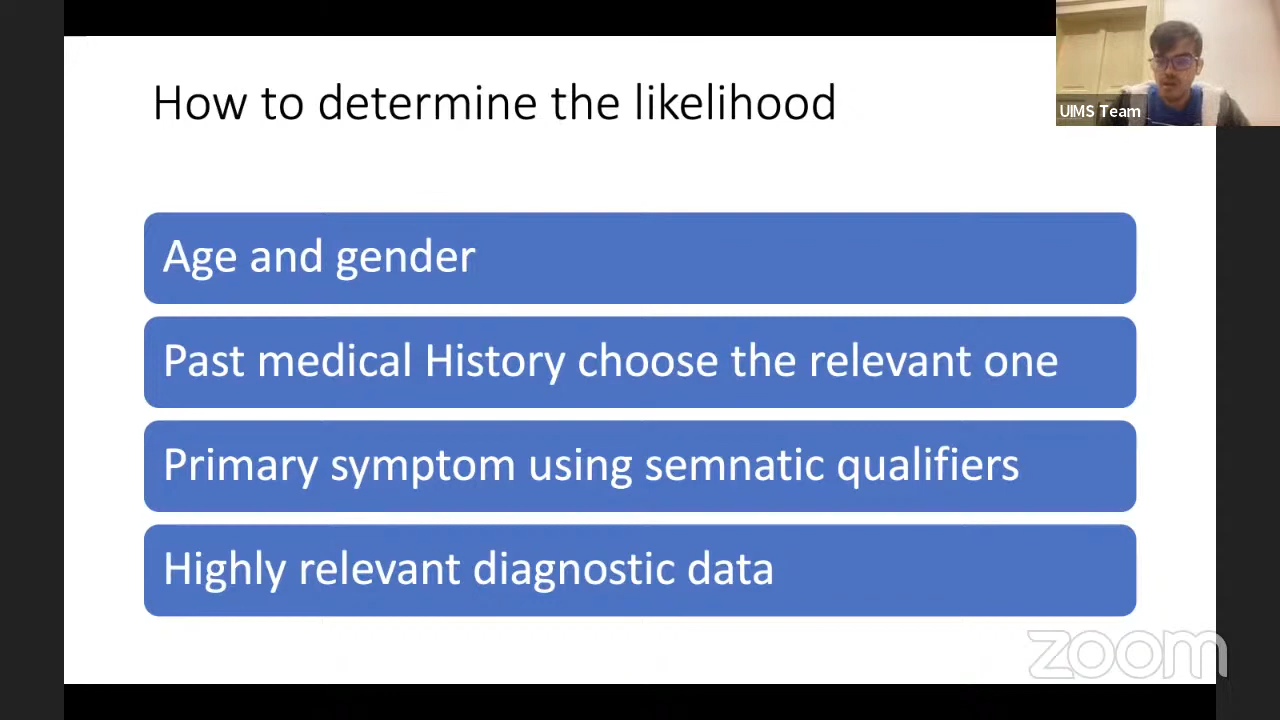 How to determine the likelihood
UIMS Team
Age and gender
Past medical History choose the relevant one
Primary symptom using semnatic qualifiers
Highly relevant diagnostic data
zoom